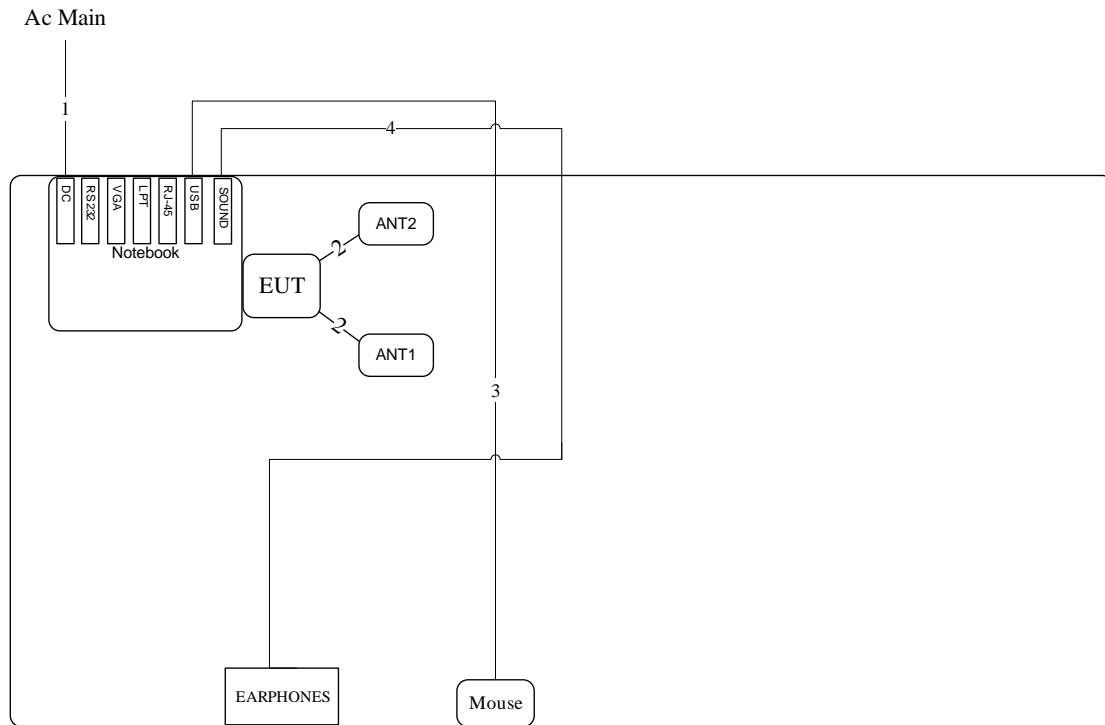 Ac Main
1
4
DC
RS232
VGA
LPT
RJ-45
USB
SOUND
Notebook
ANT2
2
EUT
2
ANT1
3
EARPHONES
Mouse